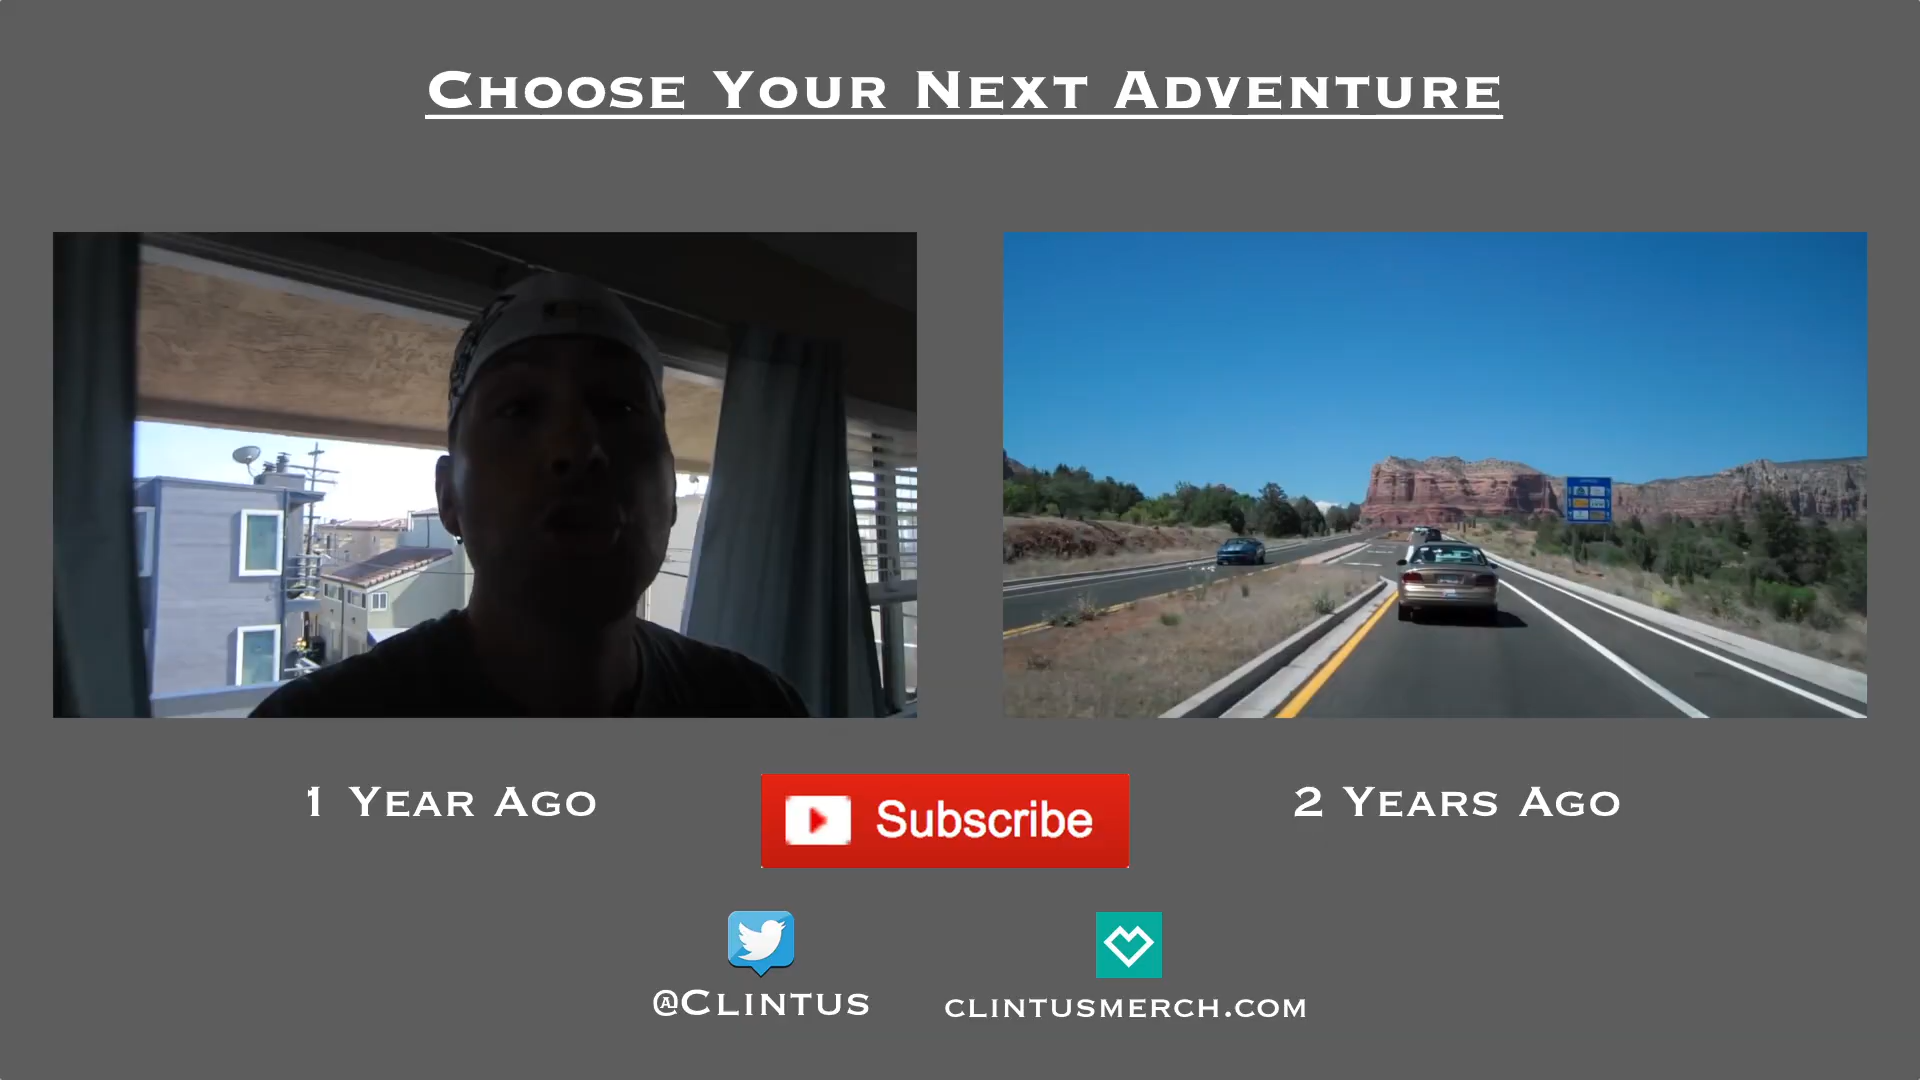 Choose Your Next Adventure
1 Year Ago
Subscribe
2 Years Ago
@Clintus
clintusmerch.com